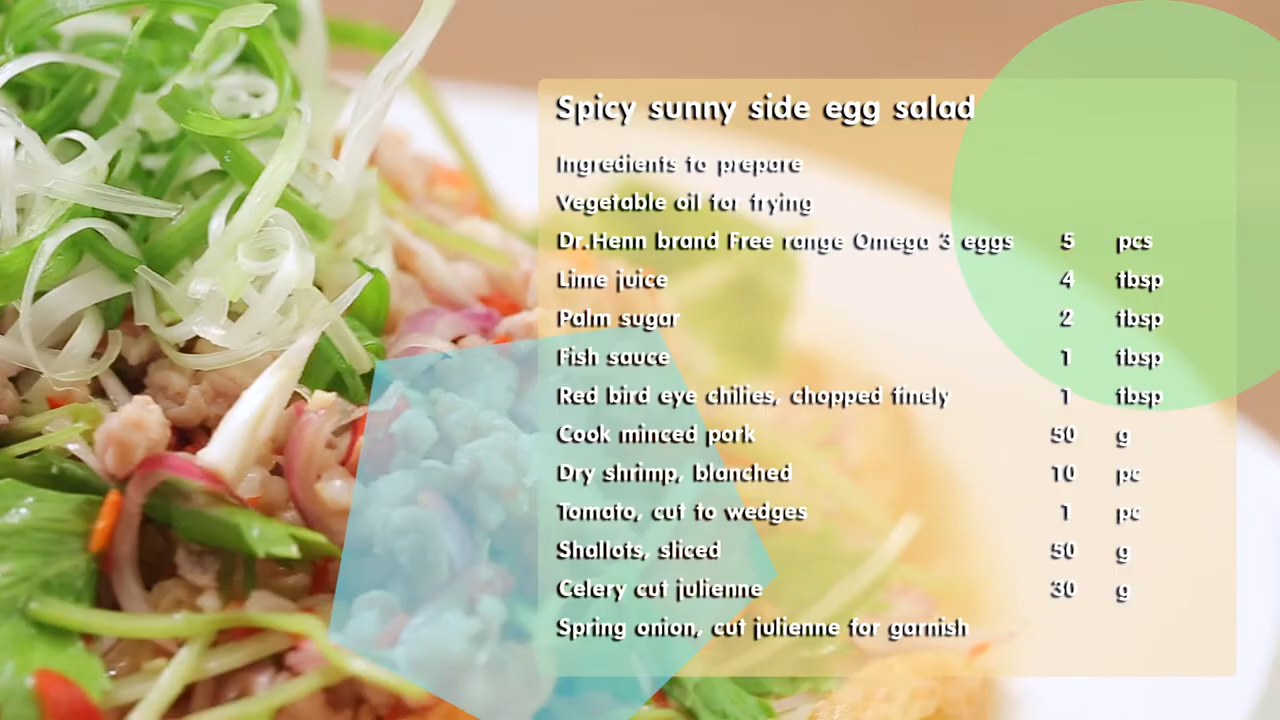 Spicy sunny side egg salad
Ingredients to prepare
Vegetable oil for frying
Dr.Henn brand Free range Omega 3 eggs 5 pcs
Lime juice 4 tbsp
Palm sugar 2 tbsp
Fish sauce 1 tbsp
Red bird eye chilies, chopped finely 1 tbsp
Cook minced pork 50 g
Dry shrimp, blanched 10 pc
Tomato, cut to wedges 1 pc
Shallots, sliced 50 g
Celery cut julienne 30 g
Spring onion, cut julienne for garnish